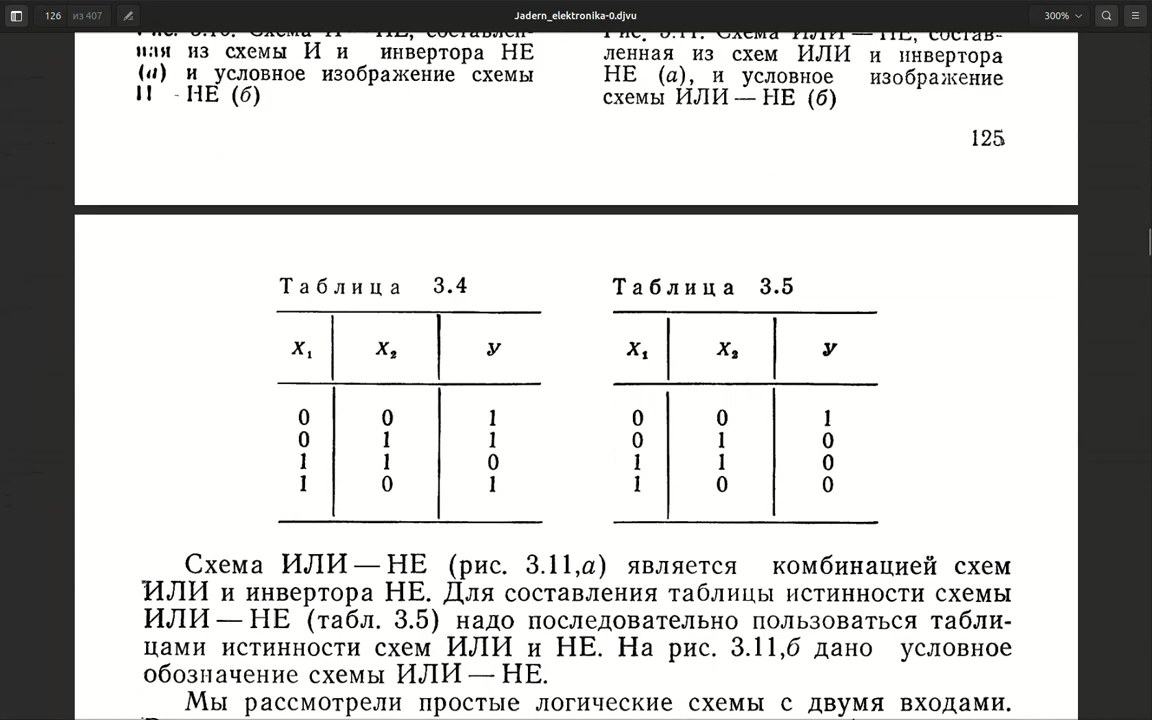 126 из 407
Jadern_elektronika-0.djvu
300%
ная из схемы И и инвертора НЕ
(а) и условное изображение схемы
И - НЕ (б)
ленная из схем ИЛИ и инвертора
НЕ (а), и условное изображение
схемы ИЛИ — НЕ (б)
125
Таблица 3.4
X₁ X₂ У
0 0 1
0 1 1
1 1 0
1 0 1
Таблица 3.5
X₁ X₂ У
0 0 1
0 1 0
1 1 0
1 0 0
Схема ИЛИ — НЕ (рис. 3.11,а) является комбинацией схем
ИЛИ и инвертора НЕ. Для составления таблицы истинности схемы
ИЛИ — НЕ (табл. 3.5) надо последовательно пользоваться табли-
цами истинности схем ИЛИ и НЕ. На рис. 3.11,б дано условное
обозначение схемы ИЛИ — НЕ.
Мы рассмотрели простые логические схемы с двумя входами.